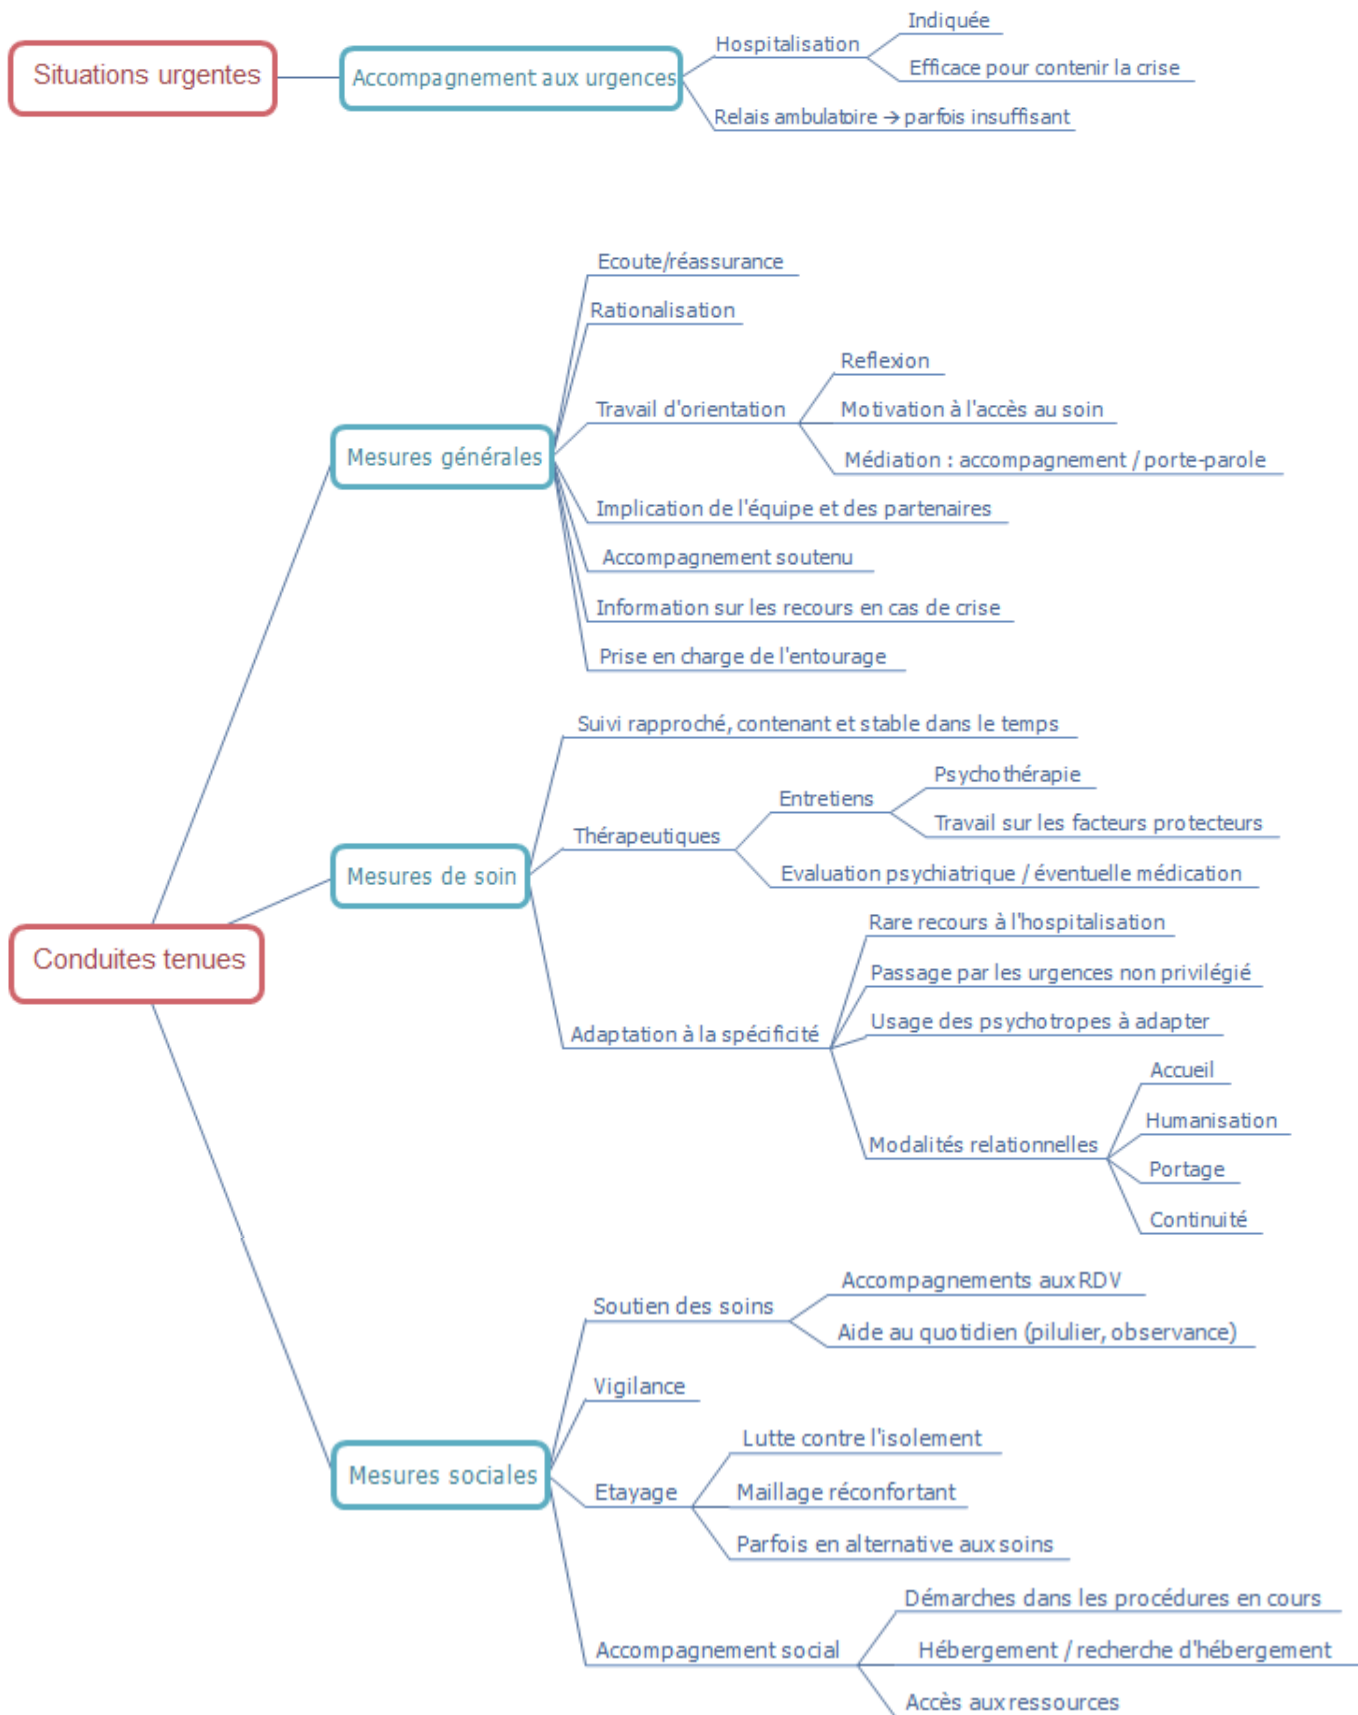 Situations urgentes
Accompagnement aux urgences
Hospitalisation
Indiquée
Efficace pour contenir la crise
Relais ambulatoire → parfois insuffisant
Conduites tenues
Mesures générales
Ecoute/réassurance
Rationalisation
Travail d'orientation
Reflexion
Motivation à l'accès au soin
Médiation : accompagnement / porte-parole
Implication de l'équipe et des partenaires
Accompagnement soutenu
Information sur les recours en cas de crise
Prise en charge de l'entourage
Mesures de soin
Suivi rapproché, contenant et stable dans le temps
Thérapeutiques
Entretiens
Psychothérapie
Travail sur les facteurs protecteurs
Evaluation psychiatrique / éventuelle médication
Adaptation à la spécificité
Rare recours à l'hospitalisation
Passage par les urgences non privilégié
Usage des psychotropes à adapter
Modalités relationnelles
Accueil
Humanisation
Portage
Continuité
Mesures sociales
Soutien des soins
Accompagnements aux RDV
Aide au quotidien (pilulier, observance)
Vigilance
Etayage
Lutte contre l'isolement
Maillage réconfortant
Parfois en alternative aux soins
Accompagnement social
Démarches dans les procédures en cours
Hébergement / recherche d'hébergement
Accès aux ressources